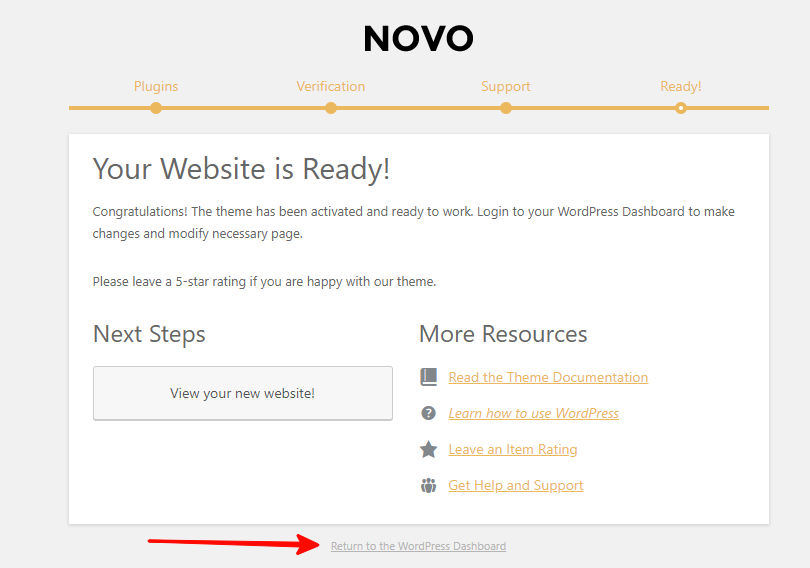 NOVO
Plugins
Verification
Support
Ready!
Your Website is Ready!
Congratulations! The theme has been activated and ready to work. Login to your WordPress Dashboard to make
changes and modify necessary page.
Please leave a 5-star rating if you are happy with our theme.
Next Steps
View your new website!
More Resources
Read the Theme Documentation
Learn how to use WordPress
Leave an Item Rating
Get Help and Support
Return to the WordPress Dashboard